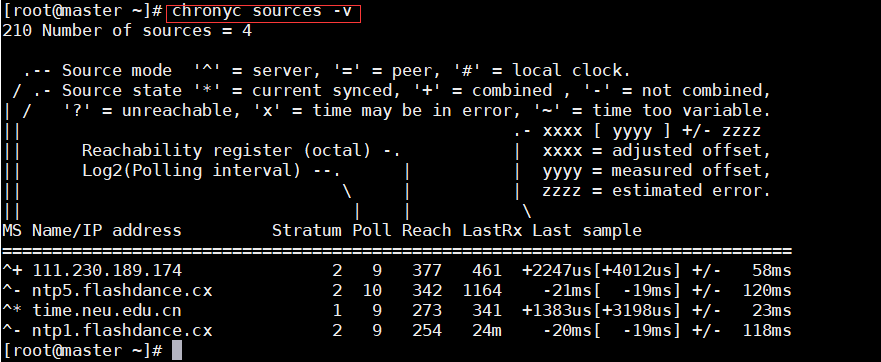 [root@master ~]# chronyc sources -v
210 Number of sources = 4

  .-- Source mode  '^' = server, '=' = peer, '#' = local clock.
 / .- Source state '*' = current synced, '+' = combined , '-' = not combined,
| /   '?' = unreachable, 'x' = time may be in error, '~' = time too variable.
||                                                 .- xxxx [ yyyy ] +/- zzzz
||      Reachability register (octal) -.           |  xxxx = adjusted offset,
||      Log2(Polling interval) --.      |          |  yyyy = measured offset,
||                                \     |          |  zzzz = estimated error.
||                                 |    |           \
MS Name/IP address         Stratum Poll Reach LastRx Last sample
===============================================================================
^+ 111.230.189.174               2   9   377   461  +2247us[+4012us] +/-   58ms
^- ntp5.flashdance.cx            2  10   342  1164    -21ms[  -19ms] +/-  120ms
^* time.neu.edu.cn               1   9   273   341  +1383us[+3198us] +/-   23ms
^- ntp1.flashdance.cx            2   9   254   24m    -20ms[  -19ms] +/-  118ms
[root@master ~]#